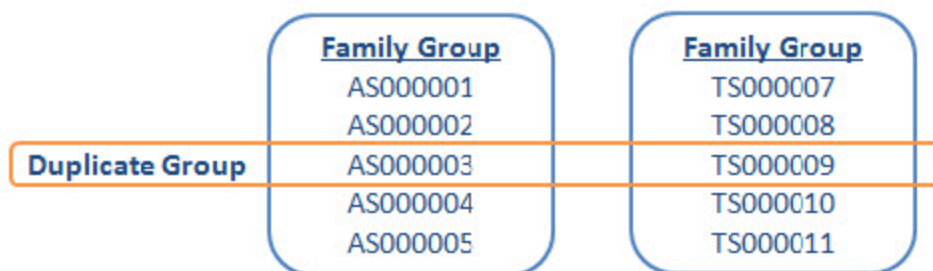 Family Group Family Group
AS000001 TS000007
AS000002 TS000008
Duplicate Group AS000003 TS000009
AS000004 TS000010
AS000005 TS000011